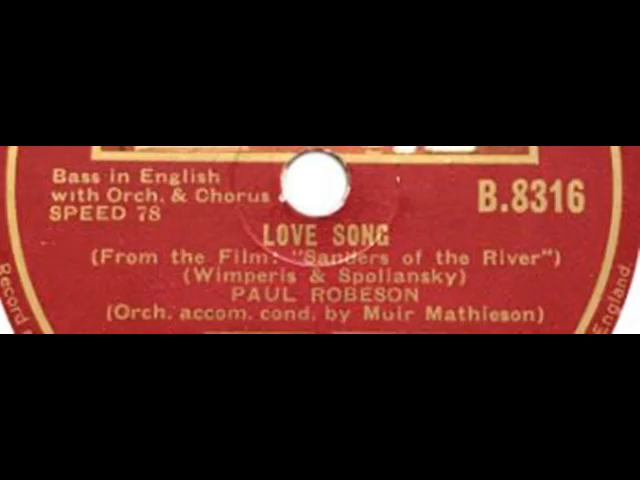 Bass in English
with Orch. & Chorus
SPEED 78
B.8316
LOVE SONG
(From the Film: "Sanders of the River")
(Wimperis & Spoliansky)
PAUL ROBESON
(Orch. accom. cond. by Muir Mathieson)
Record
England